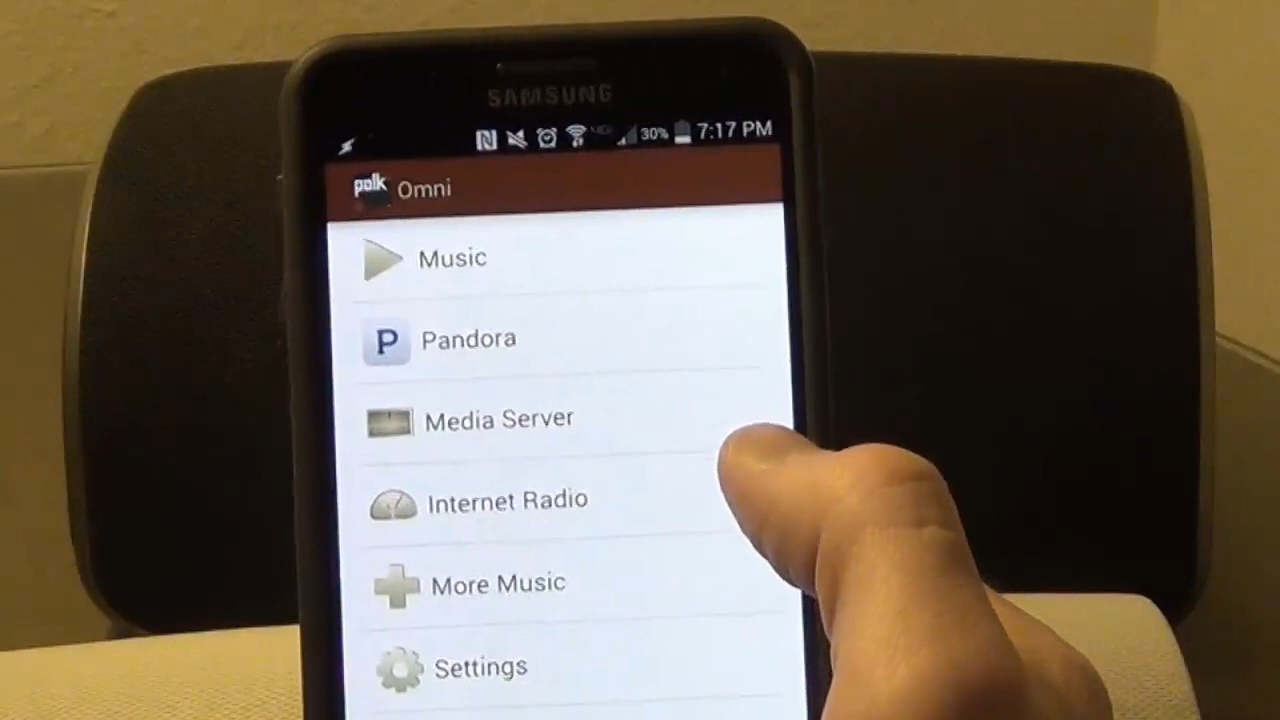 SAMSUNG
30% 7:17 PM
polk Omni
Music
P Pandora
Media Server
Internet Radio
More Music
Settings